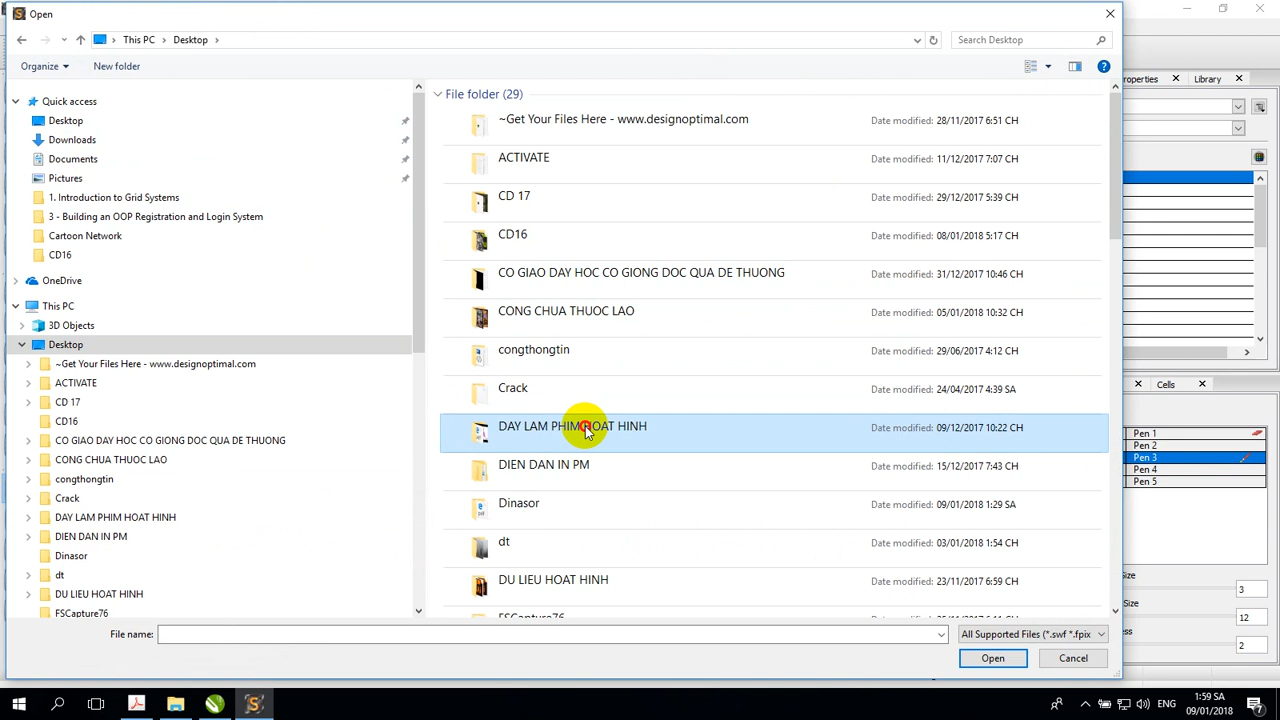 Open
This PC
Desktop
Search Desktop
Organize
New folder
Quick access
Desktop
Downloads
Documents
Pictures
1. Introduction to Grid Systems
3 - Building an OOP Registration and Login System
Cartoon Network
CD16
OneDrive
This PC
3D Objects
Desktop
~Get Your Files Here - www.designoptimal.com
ACTIVATE
CD 17
CD16
CO GIAO DAY HOC CO GIONG DOC QUA DE THUONG
CONG CHUA THUOC LAO
congthongtin
Crack
DAY LAM PHIM HOAT HINH
DIEN DAN IN PM
Dinasor
dt
DU LIEU HOAT HINH
FSCapture76
File folder (29)
~Get Your Files Here - www.designoptimal.com Date modified: 28/11/2017 6:51 CH
ACTIVATE Date modified: 11/12/2017 7:07 CH
CD 17 Date modified: 29/12/2017 5:39 CH
CD16 Date modified: 08/01/2018 5:17 CH
CO GIAO DAY HOC CO GIONG DOC QUA DE THUONG Date modified: 31/12/2017 10:46 CH
CONG CHUA THUOC LAO Date modified: 05/01/2018 10:32 CH
congthongtin Date modified: 29/06/2017 4:12 CH
Crack Date modified: 24/04/2017 4:39 SA
DAY LAM PHIM HOAT HINH Date modified: 09/12/2017 10:22 CH
DIEN DAN IN PM Date modified: 15/12/2017 7:43 CH
Dinasor Date modified: 09/01/2018 1:29 SA
dt Date modified: 03/01/2018 1:54 CH
DU LIEU HOAT HINH Date modified: 23/11/2017 6:59 CH
FSCapture76
File name:
All Supported Files (*.swf *.fpix
Open
Cancel
Library
Cells
Pen 1
Pen 2
Pen 3
Pen 4
Pen 5
Size
3
Size
12
2
ENG
1:59 SA
09/01/2018
7